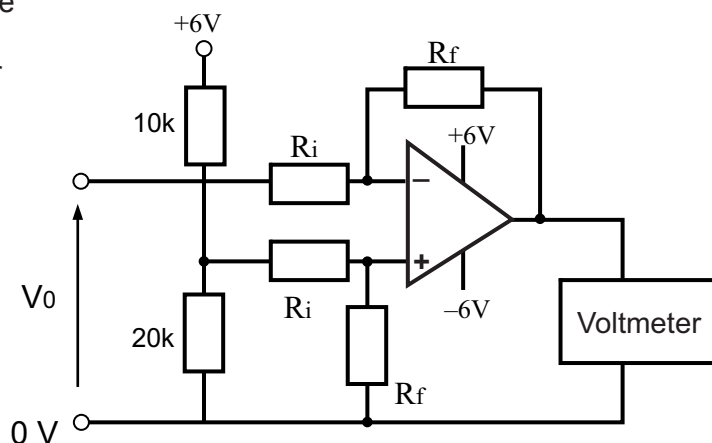 e
+6V
.
Rf
10k
+6V
Ri
–
+
V0
Ri
–6V
20k
Voltmeter
Rf
0 V